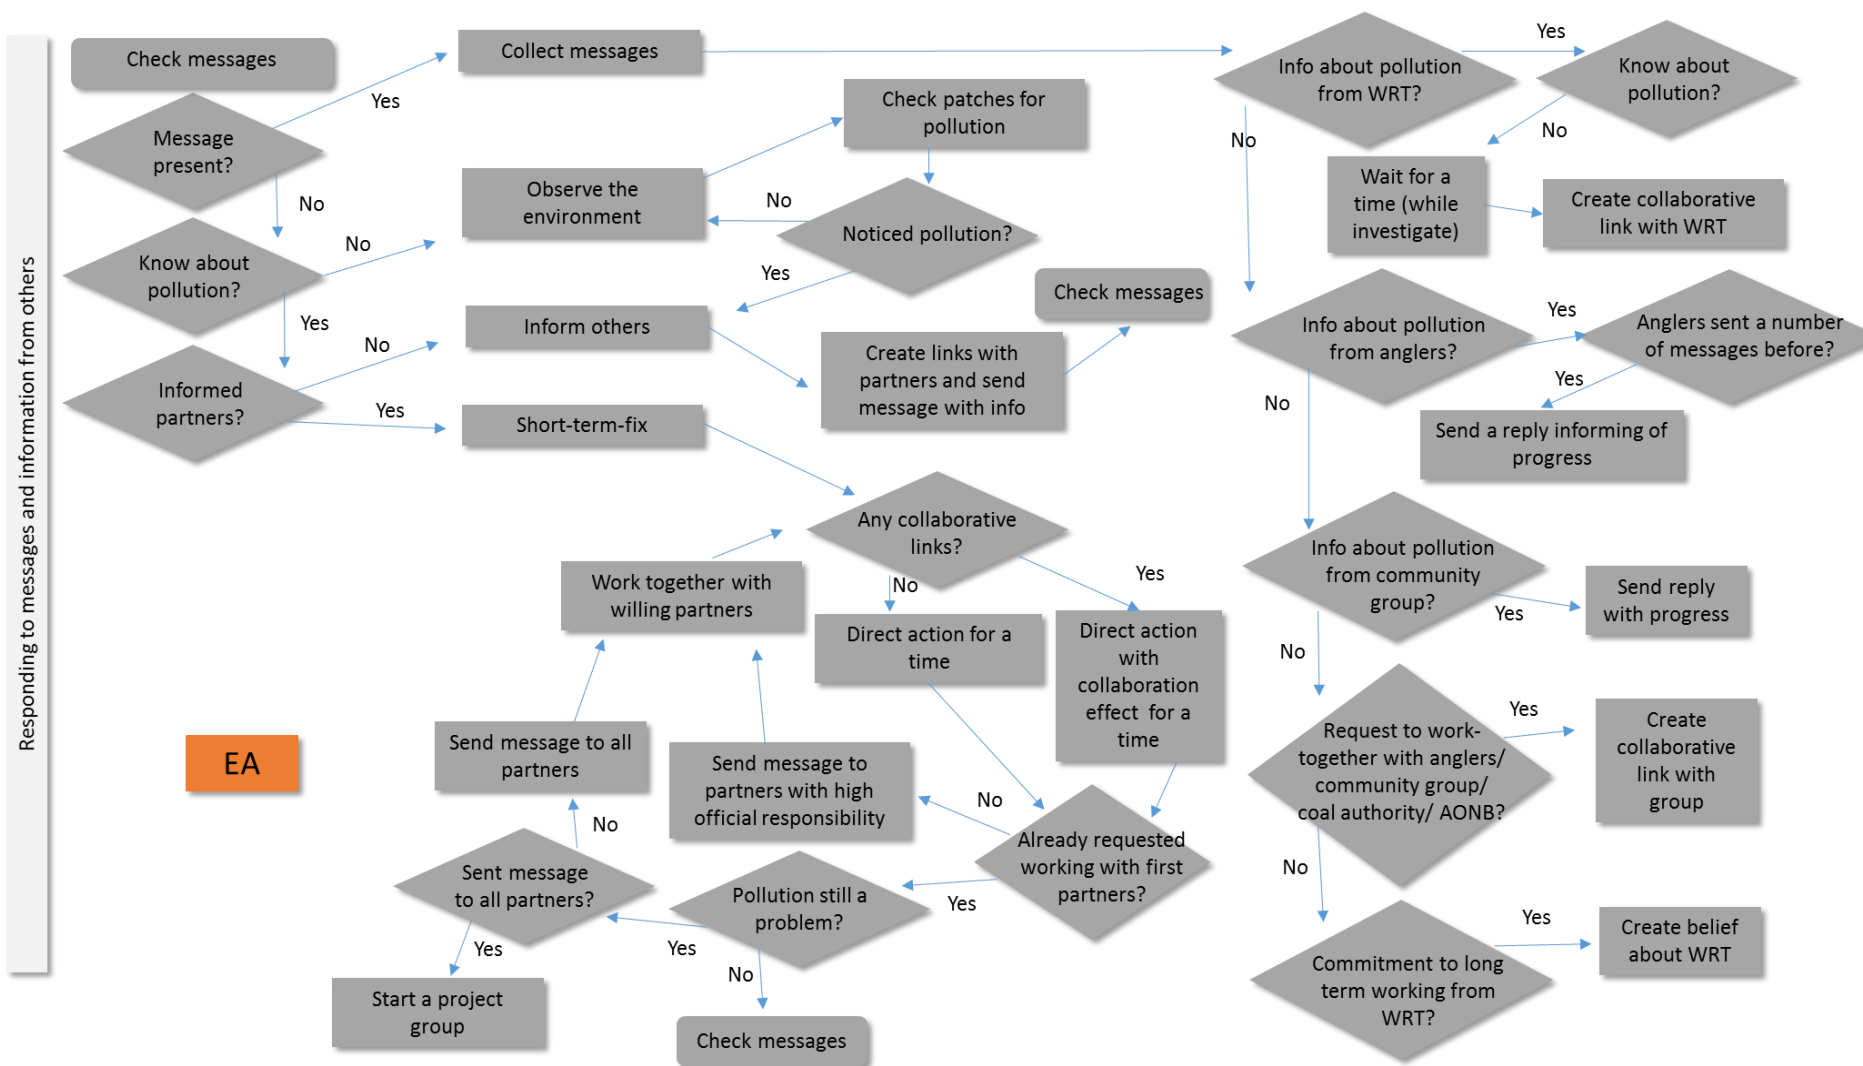 Responding to messages and information from others
Check messages
Message
present?
Yes
No
Know about
pollution?
No
Yes
Informed
partners?
No
Yes
EA
Collect messages
Observe the
environment
Check patches for
pollution
No
Noticed pollution?
Yes
Inform others
Create links with
partners and send
message with info
Check messages
Short-term-fix
Any collaborative
links?
No
Yes
Work together with
willing partners
Direct action for a
time
Direct action
with
collaboration
effect for a
time
Send message to all
partners
Send message to
partners with high
official responsibility
No
Already requested
working with first
partners?
Yes
Pollution still a
problem?
Yes
No
Check messages
Sent message
to all partners?
No
Yes
Start a project
group
Info about pollution
from WRT?
Yes
No
Know about
pollution?
No
Wait for a
time (while
investigate)
Create collaborative
link with WRT
Info about pollution
from anglers?
Yes
No
Anglers sent a number
of messages before?
Yes
Send a reply informing of
progress
Info about pollution
from community
group?
Yes
No
Send reply
with progress
Request to work-
together with anglers/
community group/
coal authority/ AONB?
Yes
No
Create
collaborative
link with
group
Commitment to long
term working from
WRT?
Yes
Create belief
about WRT